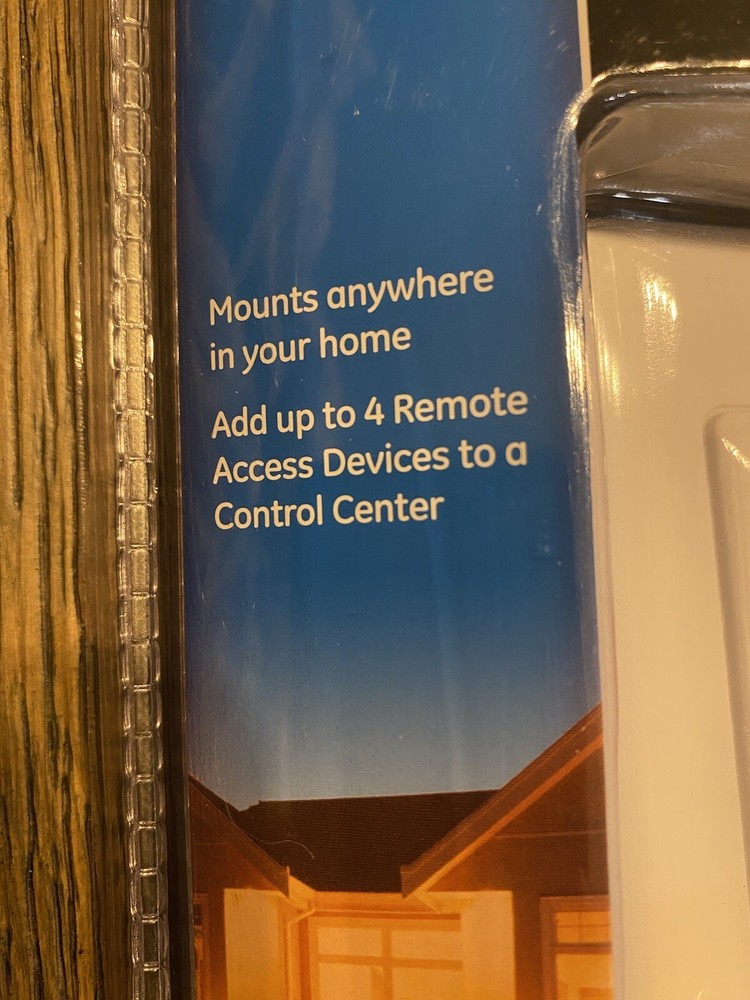 Mounts anywhere
in your home
Add up to 4 Remote
Access Devices to a
Control Center